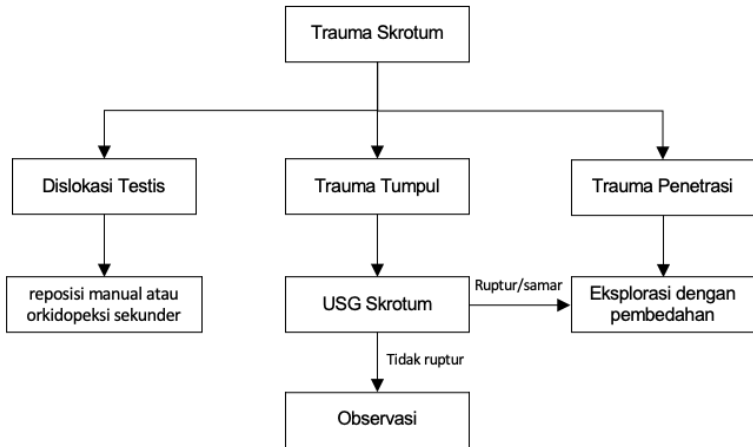 Trauma Skrotum
Dislokasi Testis
Trauma Tumpul
Trauma Penetrasi
reposisi manual atau
orkidopeksi sekunder
USG Skrotum
Ruptur/samar
Eksplorasi dengan
pembedahan
Tidak ruptur
Observasi